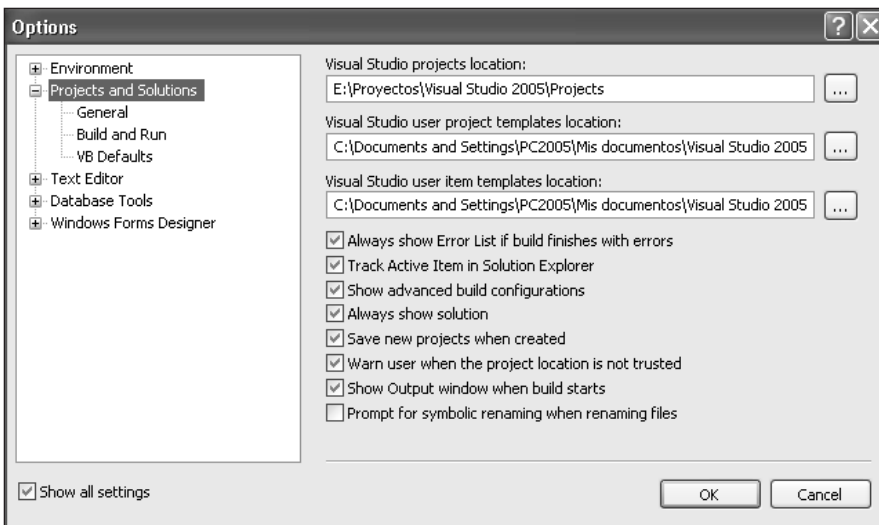 Options
Environment
Projects and Solutions
General
Build and Run
VB Defaults
Text Editor
Database Tools
Windows Forms Designer
Show all settings
Visual Studio projects location:
E:\Proyectos\Visual Studio 2005\Projects
...
Visual Studio user project templates location:
C:\Documents and Settings\PC2005\Mis documentos\Visual Studio 2005
...
Visual Studio user item templates location:
C:\Documents and Settings\PC2005\Mis documentos\Visual Studio 2005
...
Always show Error List if build finishes with errors
Track Active Item in Solution Explorer
Show advanced build configurations
Always show solution
Save new projects when created
Warn user when the project location is not trusted
Show Output window when build starts
Prompt for symbolic renaming when renaming files
OK
Cancel